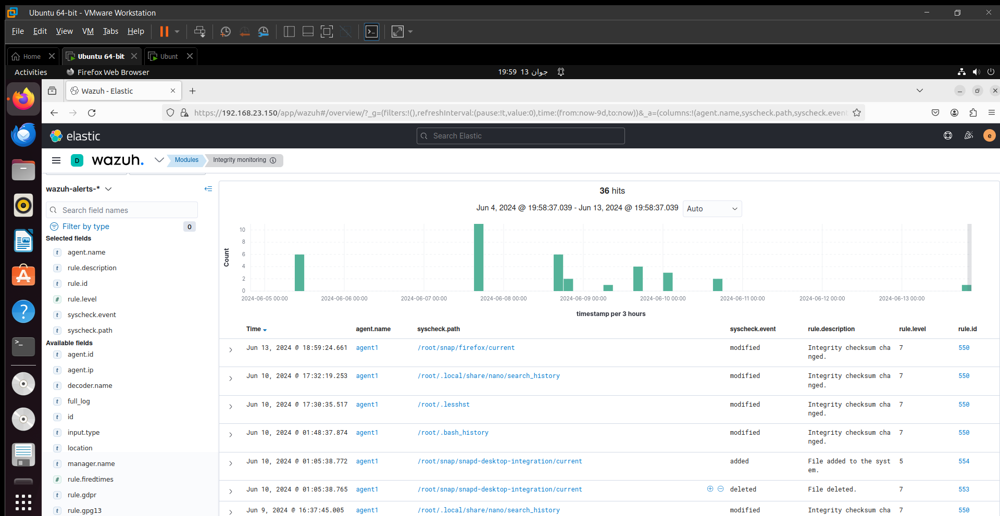 Ubuntu 64-bit - VMware Workstation
File Edit View VM Tabs Help
Home Ubuntu 64-bit Ubunt
Activities Firefox Web Browser 19:59 13 جوان
Wazuh - Elastic
https://192.168.23.150/app/wazuh#/overview/?_g=(filters:!(),refreshInterval:(pause:!t,value:0),time:(from:now-9d,to:now))&_a=(columns:!(agent.name,syscheck.path,syscheck.event
elastic Search Elastic e
D wazuh. Modules Integrity monitoring
wazuh-alerts-*
Search field names
Filter by type 0
Selected fields
t agent.name
t rule.description
t rule.id
# rule.level
t syscheck.event
t syscheck.path
Available fields
t agent.id
t agent.ip
t decoder.name
t full_log
t id
t input.type
t location
t manager.name
# rule.firedtimes
t rule.gdpr
t rule.gpg13
36 hits
Jun 4, 2024 @ 19:58:37.039 - Jun 13, 2024 @ 19:58:37.039 Auto
Count
10
8
6
4
2
0
2024-06-05 00:00 2024-06-06 00:00 2024-06-07 00:00 2024-06-08 00:00 2024-06-09 00:00 2024-06-10 00:00 2024-06-11 00:00 2024-06-12 00:00 2024-06-13 00:00
timestamp per 3 hours
Time agent.name syscheck.path syscheck.event rule.description rule.level rule.id
Jun 13, 2024 @ 18:59:24.661 agent1 /root/snap/firefox/current modified Integrity checksum cha 7 550
nged.
Jun 10, 2024 @ 17:32:19.253 agent1 /root/.local/share/nano/search_history modified Integrity checksum cha 7 550
nged.
Jun 10, 2024 @ 17:30:35.517 agent1 /root/.lesshst modified Integrity checksum cha 7 550
nged.
Jun 10, 2024 @ 01:48:37.874 agent1 /root/.bash_history modified Integrity checksum cha 7 550
nged.
Jun 10, 2024 @ 01:05:38.772 agent1 /root/snap/snapd-desktop-integration/current added File added to the syst 5 554
em.
Jun 10, 2024 @ 01:05:38.765 agent1 /root/snap/snapd-desktop-integration/current deleted File deleted. 7 553
Jun 9, 2024 @ 16:37:45.005 agent1 /root/.local/share/nano/search_history modified Integrity checksum cha 7 550